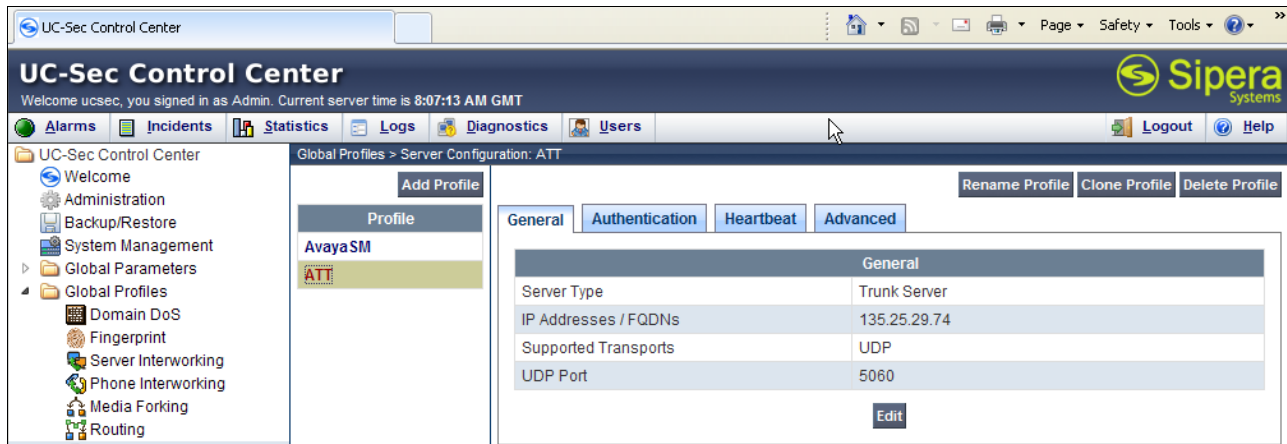 UC-Sec Control Center
Page Safety Tools »
UC-Sec Control Center
Welcome ucsec, you signed in as Admin. Current server time is 8:07:13 AM GMT
Sipera
Systems
Alarms Incidents Statistics Logs Diagnostics Users Logout Help
UC-Sec Control Center
Welcome
Administration
Backup/Restore
System Management
Global Parameters
Global Profiles
Domain DoS
Fingerprint
Server Interworking
Phone Interworking
Media Forking
Routing
Global Profiles > Server Configuration: ATT
Add Profile
Profile
AvayaSM
ATT
Rename Profile Clone Profile Delete Profile
General Authentication Heartbeat Advanced
General
Server Type Trunk Server
IP Addresses / FQDNs 135.25.29.74
Supported Transports UDP
UDP Port 5060
Edit